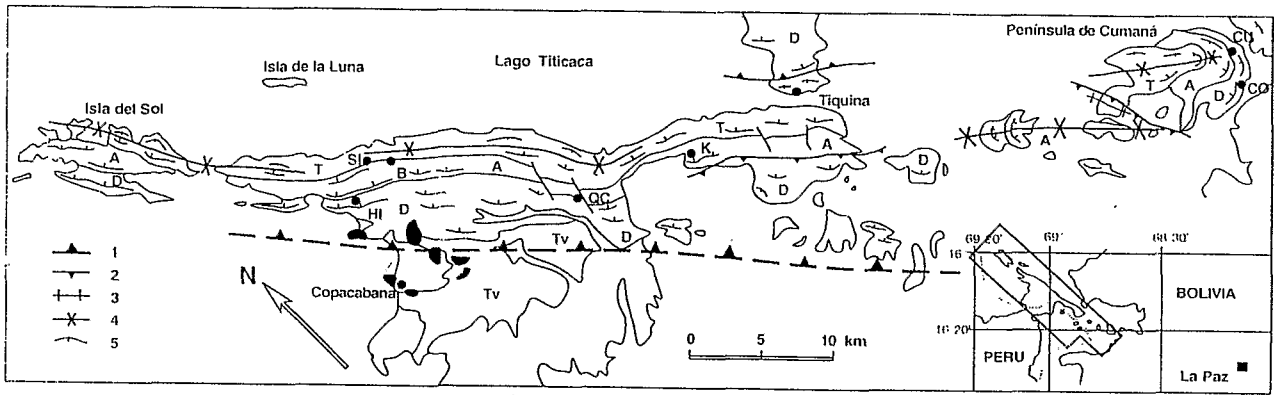 Península de Cumaná
CU
D
Isla de la Luna
Lago Titicaca
T
A
D
CO
Tiquina
Isla del Sol
T
A
A
D
T
SI
B
A
K
D
D
HI
D
QC
Tv
D
1
2
3
4
5
N
Copacabana
Tv
0 5 10 km
69 20' 69' 68 30'
16
16 20'
BOLIVIA
PERU
La Paz